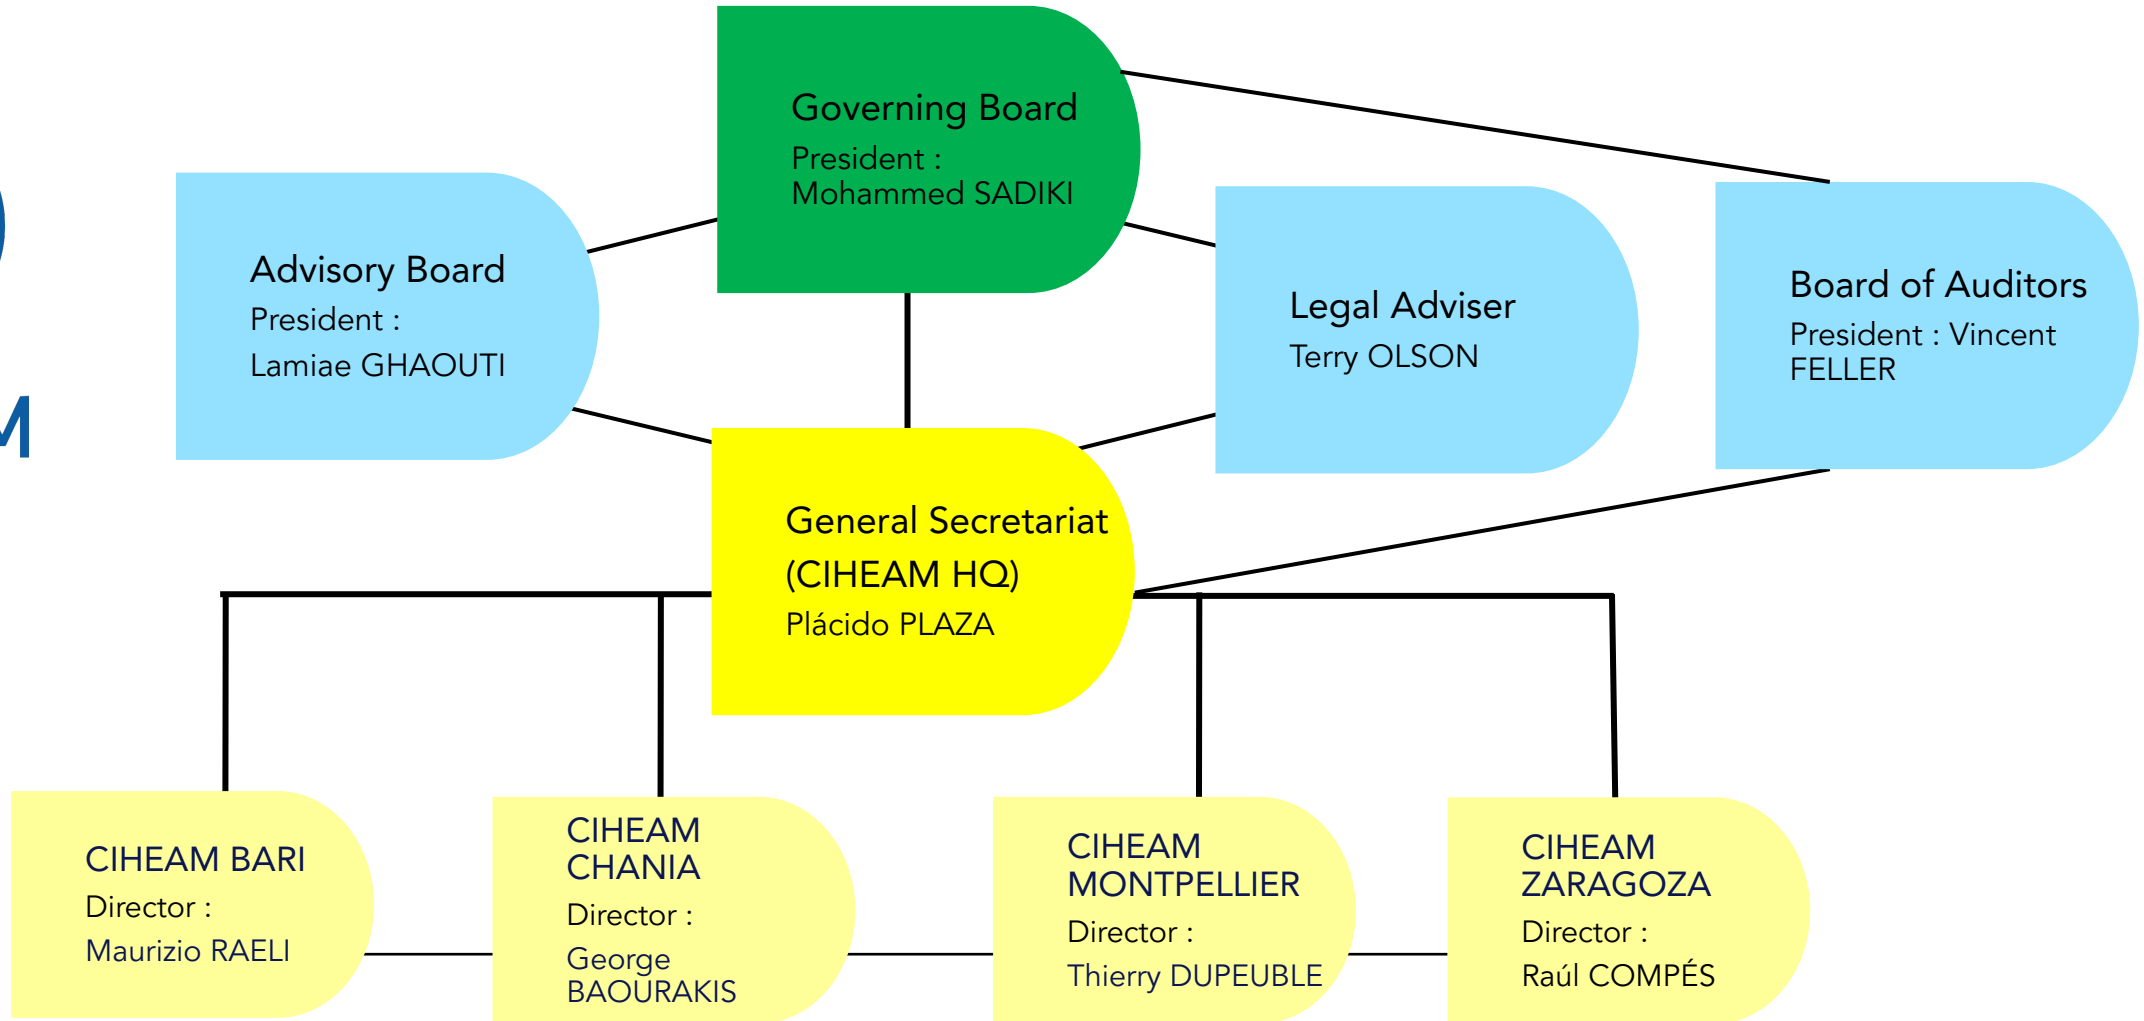 Governing Board
President :
Mohammed SADIKI
Advisory Board
President :
Lamiae GHAOUTI
Legal Adviser
Terry OLSON
Board of Auditors
President : Vincent
FELLER
General Secretariat
(CIHEAM HQ)
Plácido PLAZA
CIHEAM BARI
Director :
Maurizio RAELI
CIHEAM
CHANIA
Director :
George
BAOURAKIS
CIHEAM
MONTPELLIER
Director :
Thierry DUPEUBLE
CIHEAM
ZARAGOZA
Director :
Raúl COMPÉS